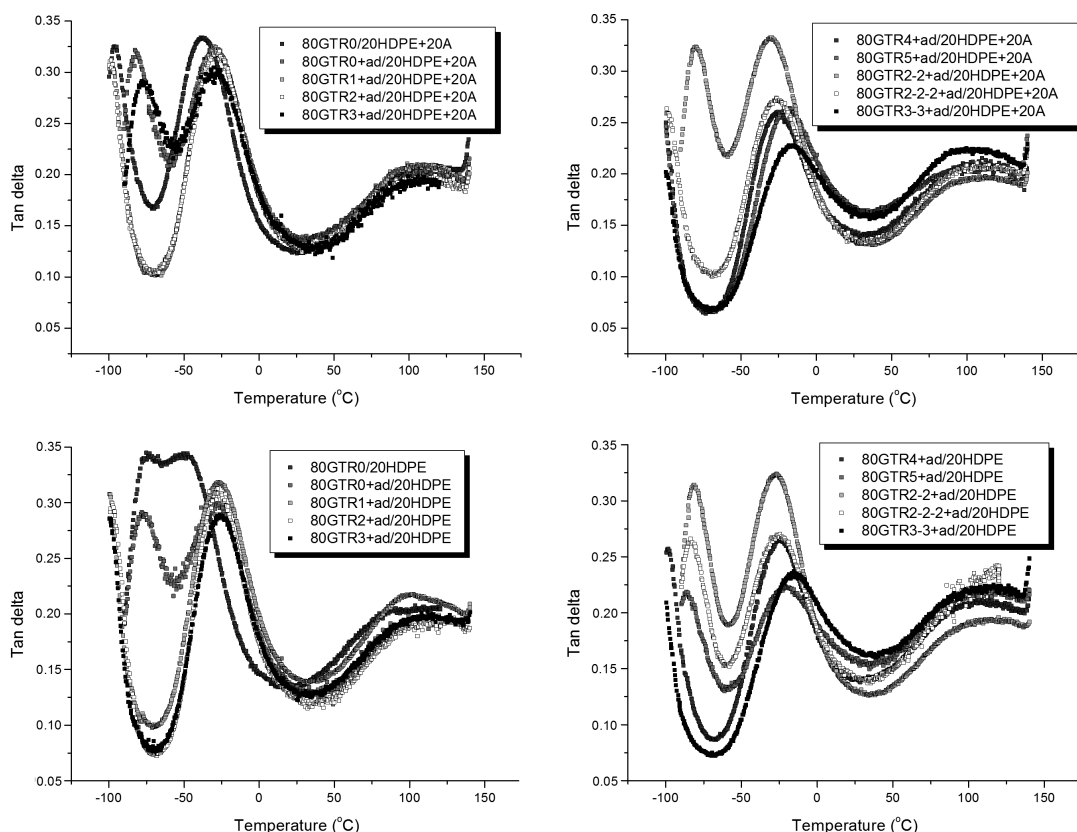 0.35
0.30
0.25
0.20
0.15
0.10
0.05
Tan delta
80GTR0/20HDPE+20A
80GTR0+ad/20HDPE+20A
80GTR1+ad/20HDPE+20A
80GTR2+ad/20HDPE+20A
80GTR3+ad/20HDPE+20A
-100
-50
0
50
100
150
Temperature (°C)
0.35
0.30
0.25
0.20
0.15
0.10
0.05
Tan delta
80GTR4+ad/20HDPE+20A
80GTR5+ad/20HDPE+20A
80GTR2-2+ad/20HDPE+20A
80GTR2-2-2+ad/20HDPE+20A
80GTR3-3+ad/20HDPE+20A
-100
-50
0
50
100
150
Temperature (°C)
0.35
0.30
0.25
0.20
0.15
0.10
0.05
Tan delta
80GTR0/20HDPE
80GTR0+ad/20HDPE
80GTR1+ad/20HDPE
80GTR2+ad/20HDPE
80GTR3+ad/20HDPE
-100
-50
0
50
100
150
Temperature (°C)
0.35
0.30
0.25
0.20
0.15
0.10
0.05
Tan delta
80GTR4+ad/20HDPE
80GTR5+ad/20HDPE
80GTR2-2+ad/20HDPE
80GTR2-2-2+ad/20HDPE
80GTR3-3+ad/20HDPE
-100
-50
0
50
100
150
Temperature (°C)